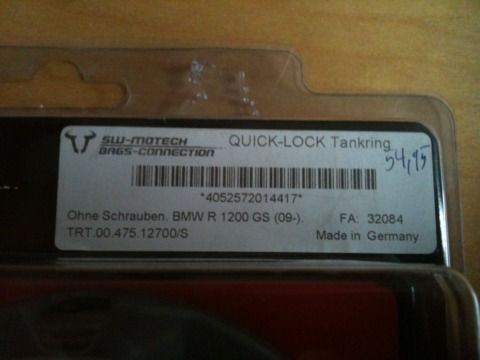 SW-MOTECH
BAGS-CONNECTION
QUICK-LOCK Tankring
54,95
*4052572014417*
Ohne Schrauben. BMW R 1200 GS (09-). FA: 32084
TRT.00.475.12700/S Made in Germany